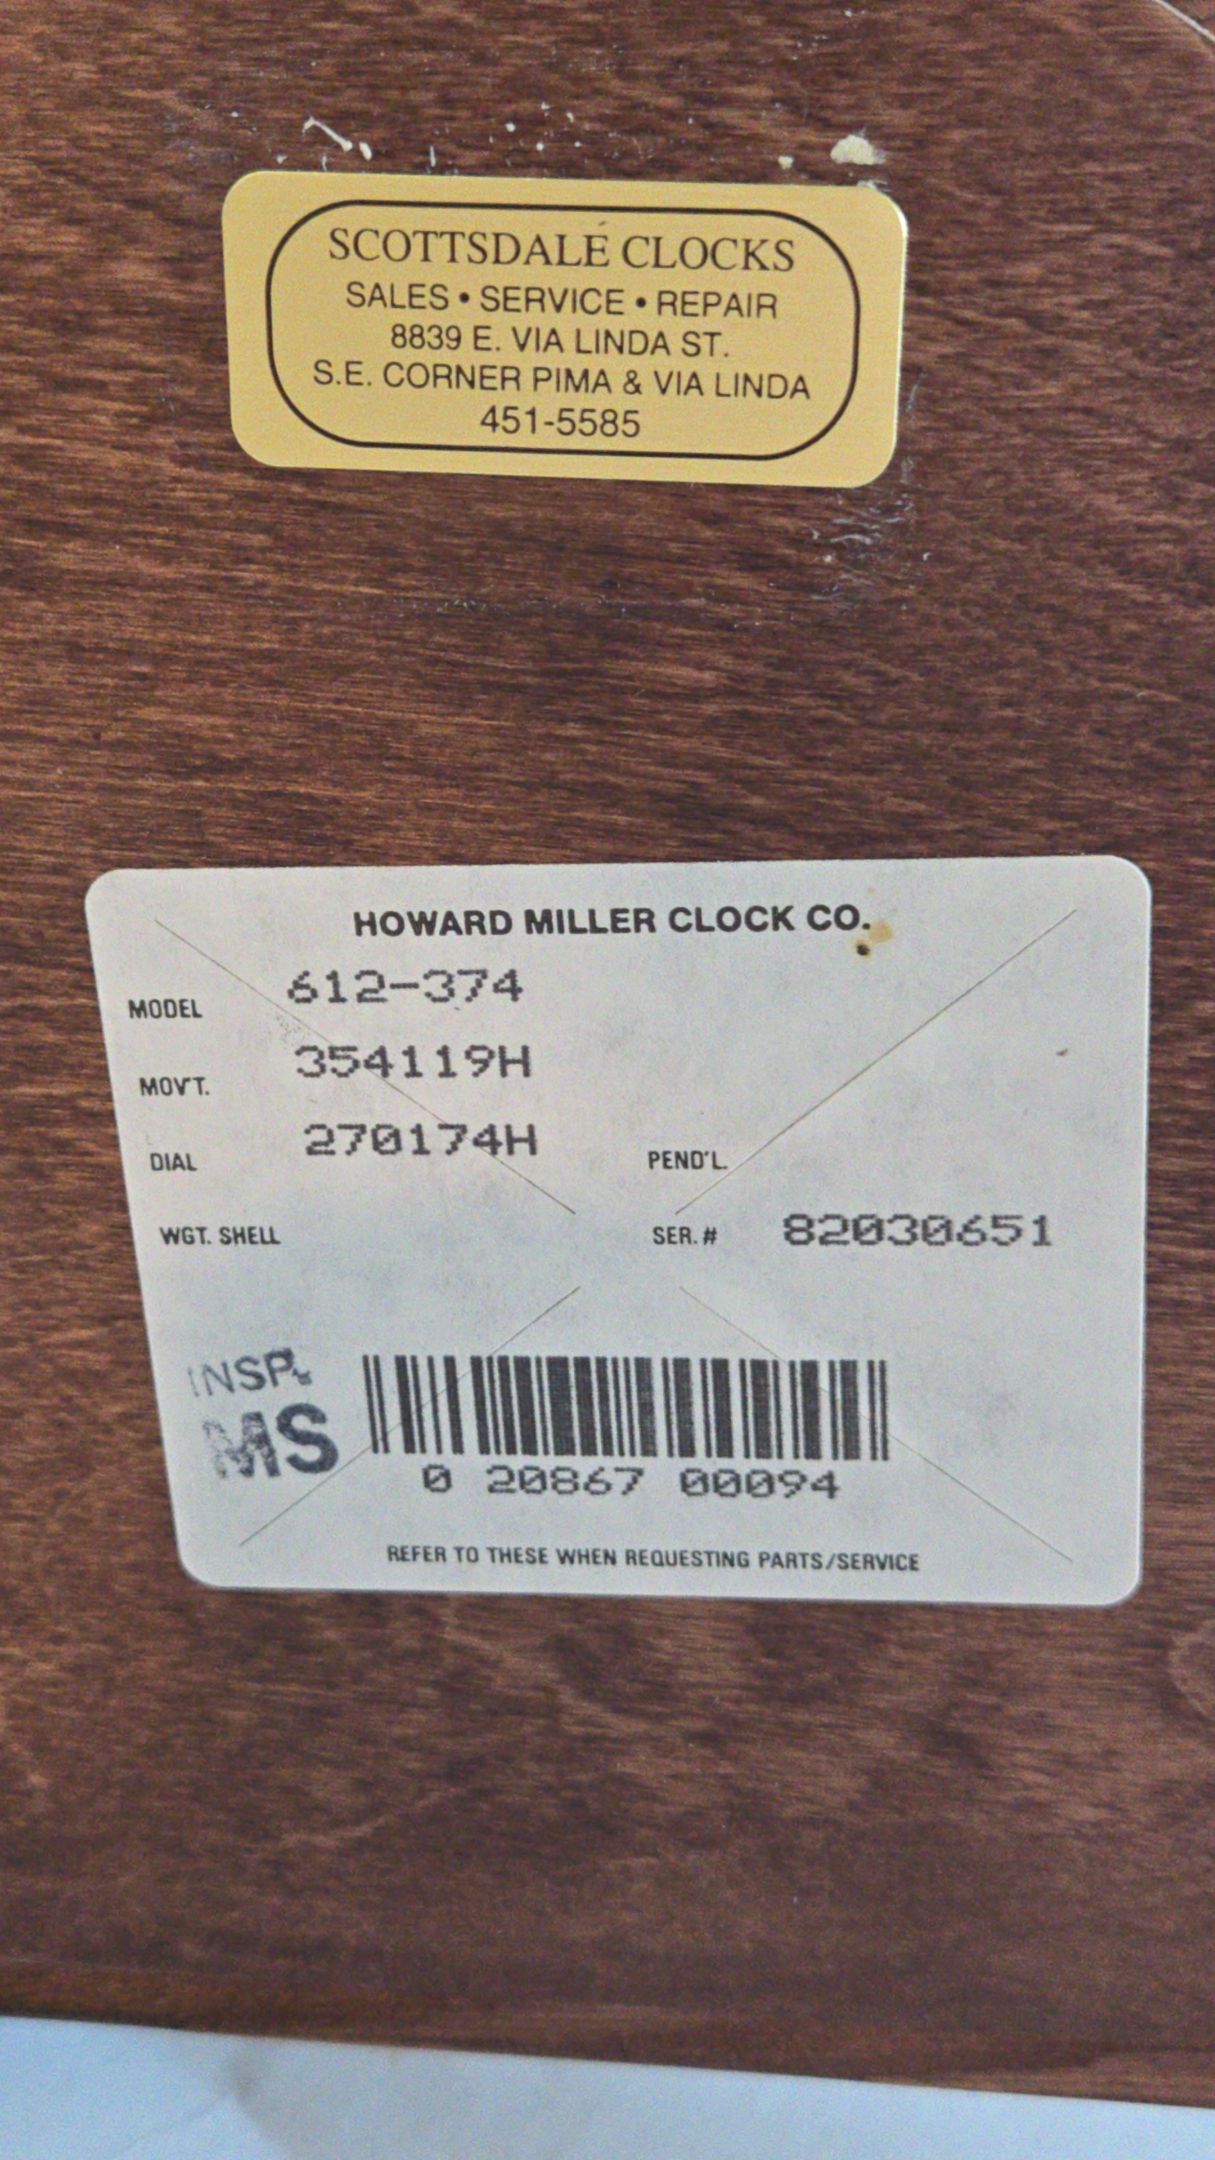 SCOTTSDALE CLOCKS
SALES • SERVICE • REPAIR
8839 E. VIA LINDA ST.
S.E. CORNER PIMA & VIA LINDA
451-5585
HOWARD MILLER CLOCK CO.
MODEL 612-374
MOV'T. 354119H
DIAL 270174H PEND'L.
WGT. SHELL SER. # 82030651
INSP.
MS
0 20867 00094
REFER TO THESE WHEN REQUESTING PARTS/SERVICE